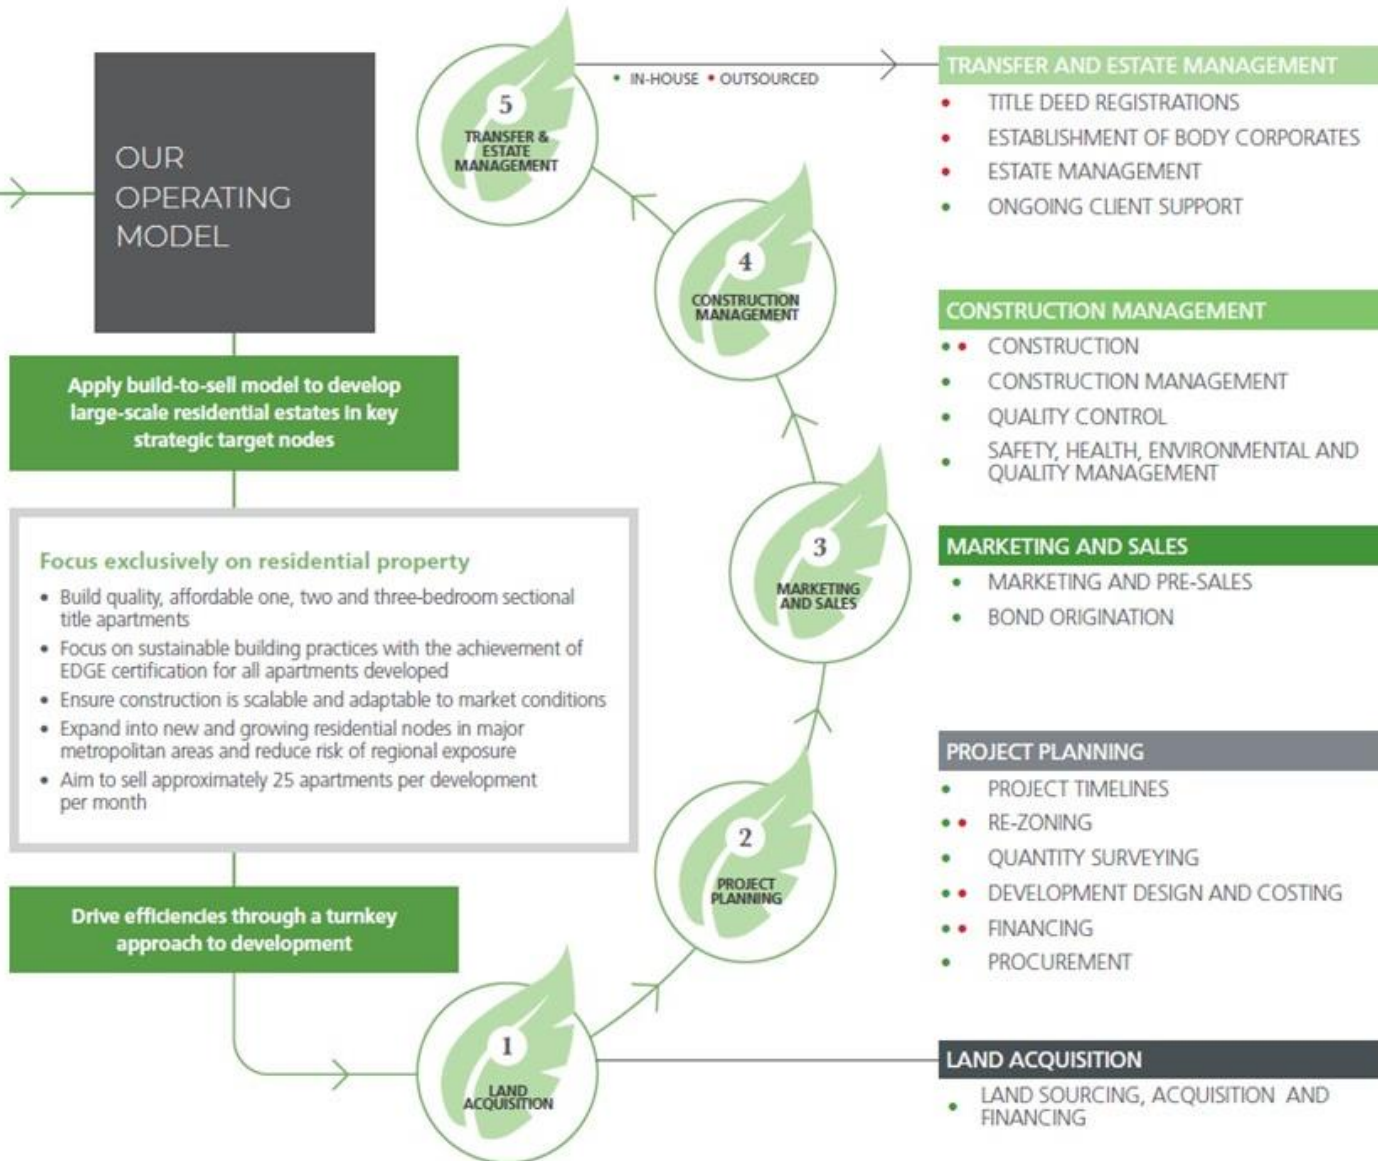 OUR
OPERATING
MODEL
Apply build-to-sell model to develop
large-scale residential estates in key
strategic target nodes
Focus exclusively on residential property
• Build quality, affordable one, two and three-bedroom sectional
title apartments
• Focus on sustainable building practices with the achievement of
EDGE certification for all apartments developed
• Ensure construction is scalable and adaptable to market conditions
• Expand into new and growing residential nodes in major
metropolitan areas and reduce risk of regional exposure
• Aim to sell approximately 25 apartments per development
per month
Drive efficiencies through a turnkey
approach to development
1
LAND
ACQUISITION
2
PROJECT
PLANNING
3
MARKETING
AND SALES
4
CONSTRUCTION
MANAGEMENT
5
TRANSFER &
ESTATE
MANAGEMENT
• IN-HOUSE • OUTSOURCED
TRANSFER AND ESTATE MANAGEMENT
• TITLE DEED REGISTRATIONS
• ESTABLISHMENT OF BODY CORPORATES
• ESTATE MANAGEMENT
• ONGOING CLIENT SUPPORT
CONSTRUCTION MANAGEMENT
• • CONSTRUCTION
• CONSTRUCTION MANAGEMENT
• QUALITY CONTROL
• SAFETY, HEALTH, ENVIRONMENTAL AND
QUALITY MANAGEMENT
MARKETING AND SALES
• MARKETING AND PRE-SALES
• BOND ORIGINATION
PROJECT PLANNING
• PROJECT TIMELINES
• • RE-ZONING
• QUANTITY SURVEYING
• • DEVELOPMENT DESIGN AND COSTING
• • FINANCING
• PROCUREMENT
LAND ACQUISITION
• LAND SOURCING, ACQUISITION AND
FINANCING